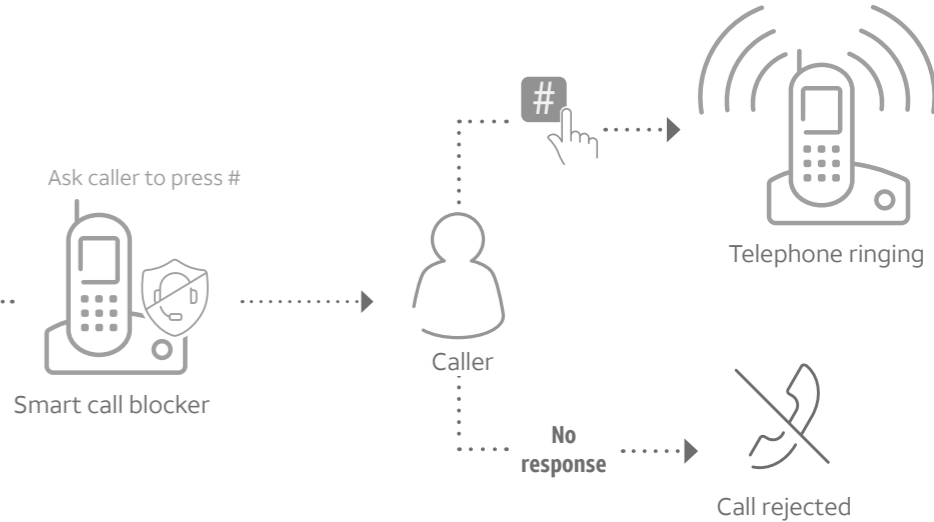 #
Ask caller to press #
Telephone ringing
Caller
Smart call blocker
No
response
Call rejected